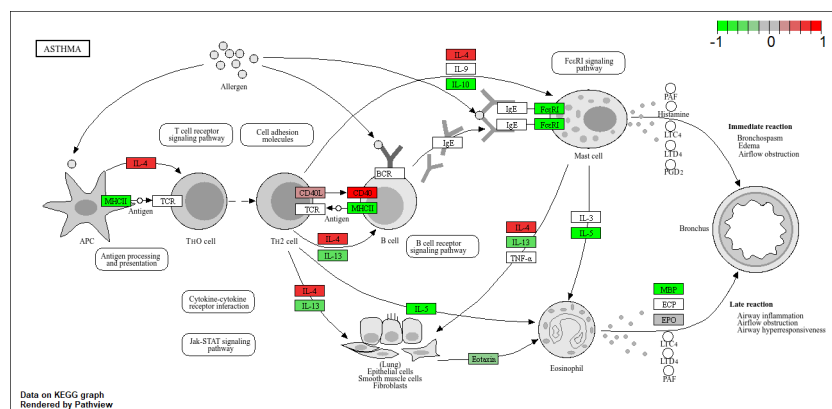 ASTHMA
-1 0 1
Allergen
IL-4
IL-9
IL-10
FcεRI signaling
pathway
T cell receptor
signaling pathway
Cell adhesion
molecules
IgE
FcεRI
IgE
FcεRI
Mast cell
PAF
Histamine
LTC4
LTD4
PGD2
Immediate reaction
Bronchospasm
Edema
Airflow obstruction
IL-4
MHCII
Antigen
TCR
APC
TH0 cell
CD40L
CD40
TCR
MHCII
Antigen
TH2 cell
BCR
IgE
B cell
IL-4
IL-13
B cell receptor
signaling pathway
Antigen processing
and presentation
IL-4
IL-13
TNF-α
IL-3
IL-5
Bronchus
Cytokine-cytokine
receptor interaction
IL-4
IL-13
IL-5
Jak-STAT signaling
pathway
(Lung)
Epithelial cells
Smooth muscle cells
Fibroblasts
Eotaxin
Eosinophil
MBP
ECP
EPO
LTC4
LTD4
PAF
Late reaction
Airway inflammation
Airflow obstruction
Airway hyperresponsiveness
Data on KEGG graph
Rendered by Pathview